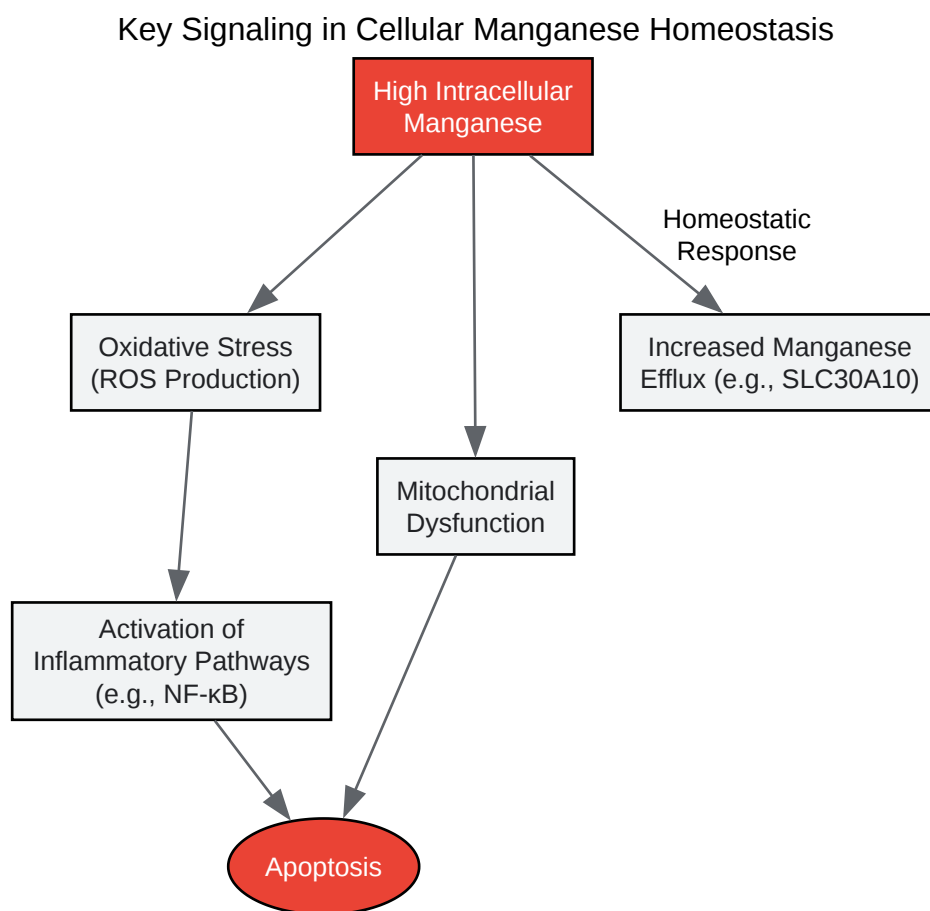 Key Signaling in Cellular Manganese Homeostasis
High Intracellular
Manganese
Homeostatic
Response
Oxidative Stress
(ROS Production)
Increased Manganese
Efflux (e.g., SLC30A10)
Mitochondrial
Dysfunction
Activation of
Inflammatory Pathways
(e.g., NF-κB)
Apoptosis